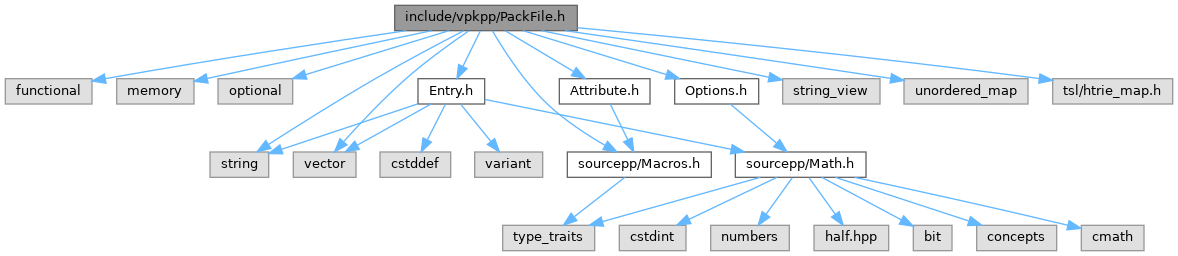 include/vpkpp/PackFile.h
functional
memory
optional
Entry.h
Attribute.h
Options.h
string_view
unordered_map
tsl/htrie_map.h
string
vector
cstddef
variant
sourcepp/Macros.h
sourcepp/Math.h
type_traits
cstdint
numbers
half.hpp
bit
concepts
cmath